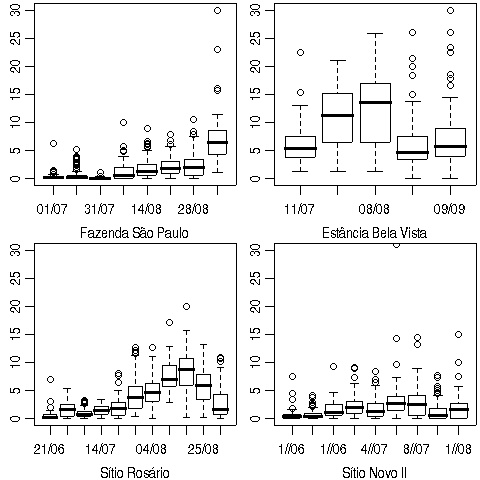 0 5 10 15 20 25 30
01/07 31/07 14/08 28/08
Fazenda São Paulo
0 5 10 15 20 25 30
11/07 08/08 09/09
Estância Bela Vista
0 5 10 15 20 25 30
21/06 14/07 04/08 25/08
Sítio Rosário
0 5 10 15 20 25 30
1/06 1/06 4/07 8/07 1/08
Sítio Novo II